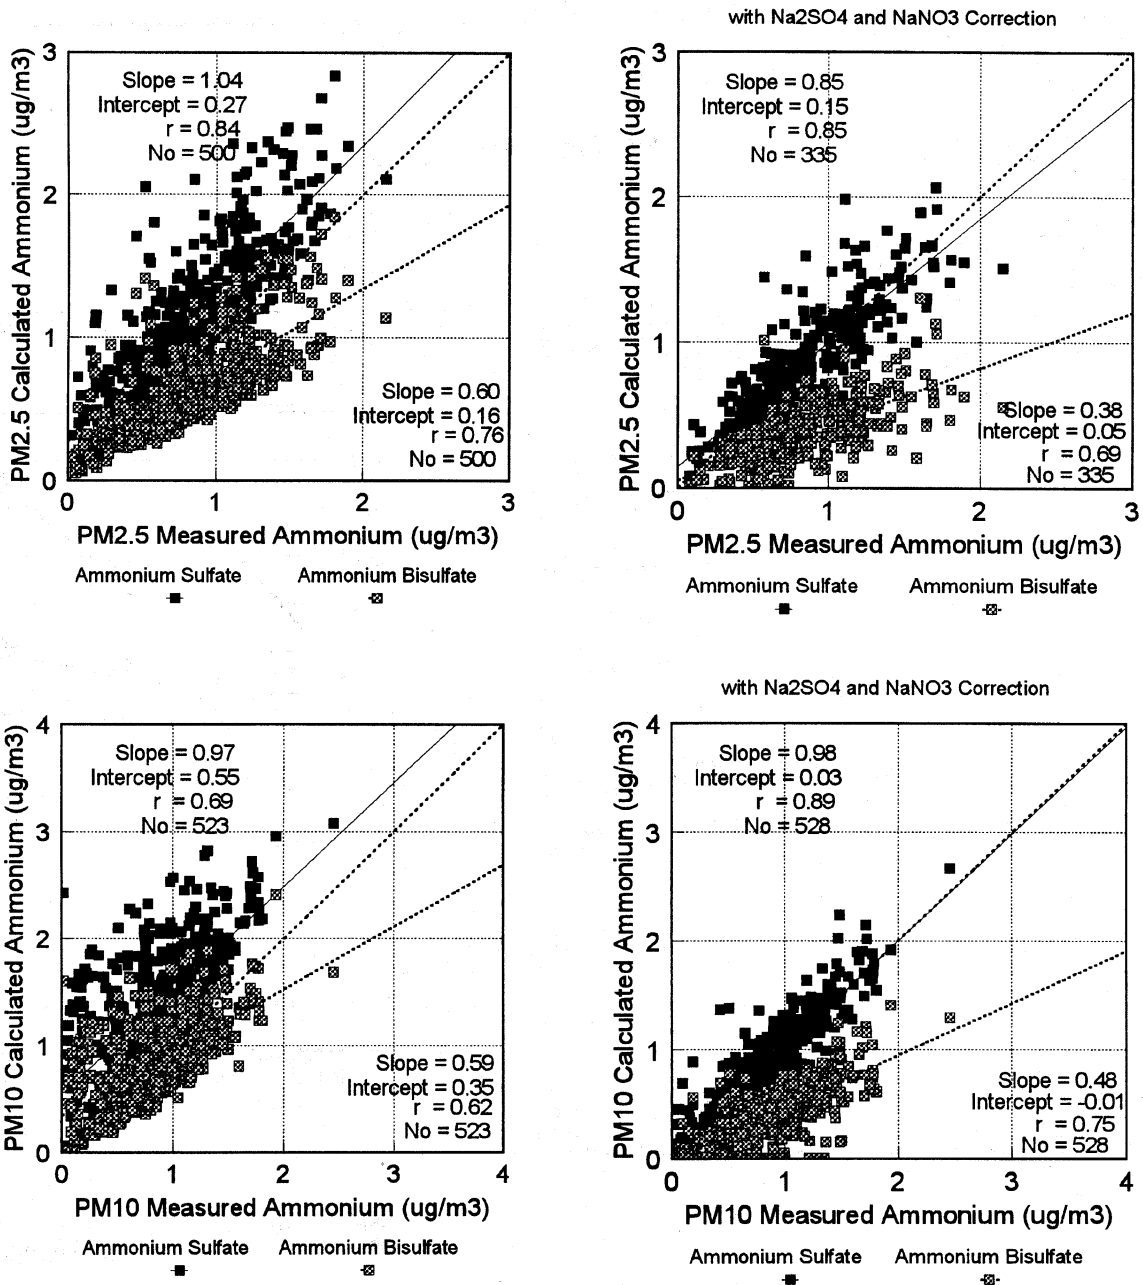 PM2.5 Calculated Ammonium (ug/m3)
3
2
1
0
Slope = 1.04
Intercept = 0.27
r = 0.84
No = 500
Slope = 0.60
Intercept = 0.16
r = 0.76
No = 500
0
1
2
3
PM2.5 Measured Ammonium (ug/m3)
Ammonium Sulfate
Ammonium Bisulfate
with Na2SO4 and NaNO3 Correction
PM2.5 Calculated Ammonium (ug/m3)
3
2
1
0
Slope = 0.85
Intercept = 0.15
r = 0.85
No = 335
Slope = 0.38
Intercept = 0.05
r = 0.69
No = 335
0
1
2
3
PM2.5 Measured Ammonium (ug/m3)
Ammonium Sulfate
Ammonium Bisulfate
PM10 Calculated Ammonium (ug/m3)
4
3
2
1
0
Slope = 0.97
Intercept = 0.55
r = 0.69
No = 523
Slope = 0.59
Intercept = 0.35
r = 0.62
No = 523
0
1
2
3
4
PM10 Measured Ammonium (ug/m3)
Ammonium Sulfate
Ammonium Bisulfate
with Na2SO4 and NaNO3 Correction
PM10 Calculated Ammonium (ug/m3)
4
3
2
1
0
Slope = 0.98
Intercept = 0.03
r = 0.89
No = 528
Slope = 0.48
Intercept = -0.01
r = 0.75
No = 528
0
1
2
3
4
PM10 Measured Ammonium (ug/m3)
Ammonium Sulfate
Ammonium Bisulfate